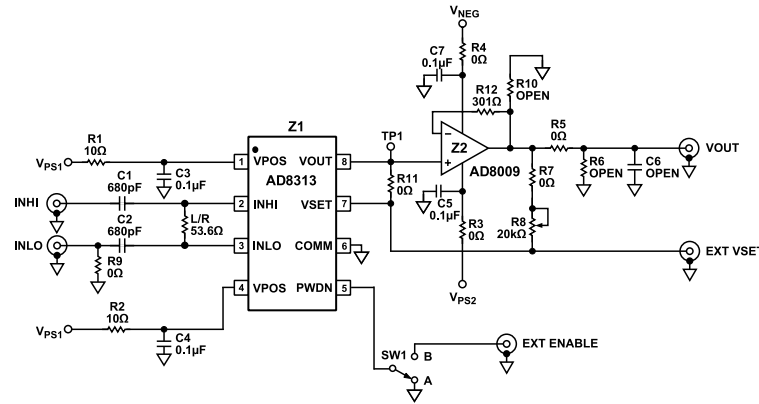 VNEG
C7
0.1µF
R4
0Ω
R10
OPEN
R12
301Ω
Z1
TP1
R1
10Ω
VPS1
C3
0.1µF
C1
680pF
INHI
C2
680pF
INLO
R9
0Ω
L/R
53.6Ω
1 VPOS VOUT 8
AD8313
2 INHI VSET 7
3 INLO COMM 6
4 VPOS PWDN 5
R11
0Ω
− + Z2
AD8009
C5
0.1µF
R3
0Ω
VPS2
R5
0Ω
R6
OPEN
C6
OPEN
VOUT
R7
0Ω
R8
20kΩ
EXT VSET
R2
10Ω
VPS1
C4
0.1µF
SW1
B
A
EXT ENABLE